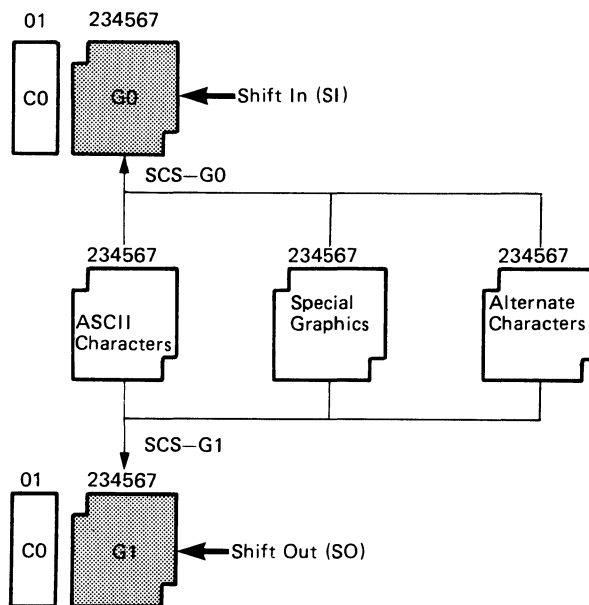 01 234567
C0 G0 Shift In (SI)
SCS–G0
234567 234567 234567
ASCII Characters
Special Graphics
Alternate Characters
SCS–G1
01 234567
C0 G1 Shift Out (SO)